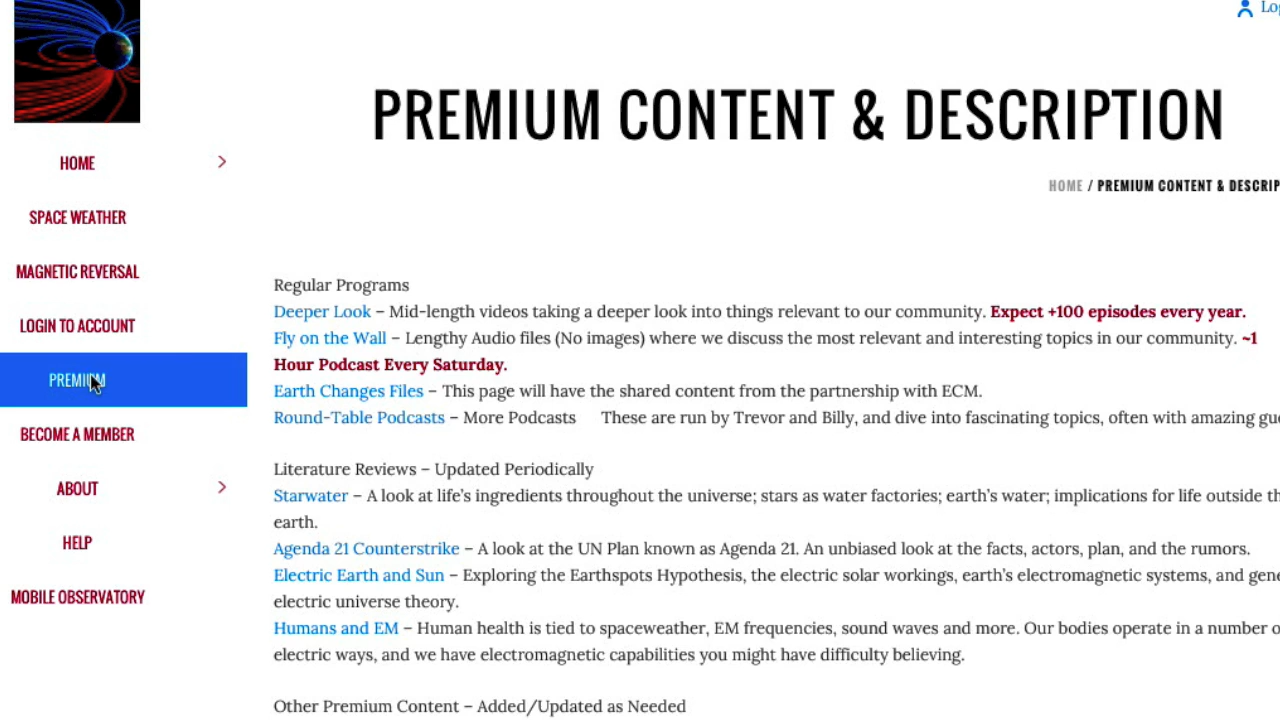 Log
PREMIUM CONTENT & DESCRIPTION
HOME / PREMIUM CONTENT & DESCRIP
HOME
SPACE WEATHER
MAGNETIC REVERSAL
LOGIN TO ACCOUNT
PREMIUM
BECOME A MEMBER
ABOUT
HELP
MOBILE OBSERVATORY
Regular Programs
Deeper Look – Mid-length videos taking a deeper look into things relevant to our community. Expect +100 episodes every year.
Fly on the Wall – Lengthy Audio files (No images) where we discuss the most relevant and interesting topics in our community. ~1
Hour Podcast Every Saturday.
Earth Changes Files – This page will have the shared content from the partnership with ECM.
Round-Table Podcasts – More Podcasts These are run by Trevor and Billy, and dive into fascinating topics, often with amazing gu
Literature Reviews – Updated Periodically
Starwater – A look at life's ingredients throughout the universe; stars as water factories; earth's water; implications for life outside th
earth.
Agenda 21 Counterstrike – A look at the UN Plan known as Agenda 21. An unbiased look at the facts, actors, plan, and the rumors.
Electric Earth and Sun – Exploring the Earthspots Hypothesis, the electric solar workings, earth's electromagnetic systems, and gene
electric universe theory.
Humans and EM – Human health is tied to spaceweather, EM frequencies, sound waves and more. Our bodies operate in a number o
electric ways, and we have electromagnetic capabilities you might have difficulty believing.
Other Premium Content – Added/Updated as Needed